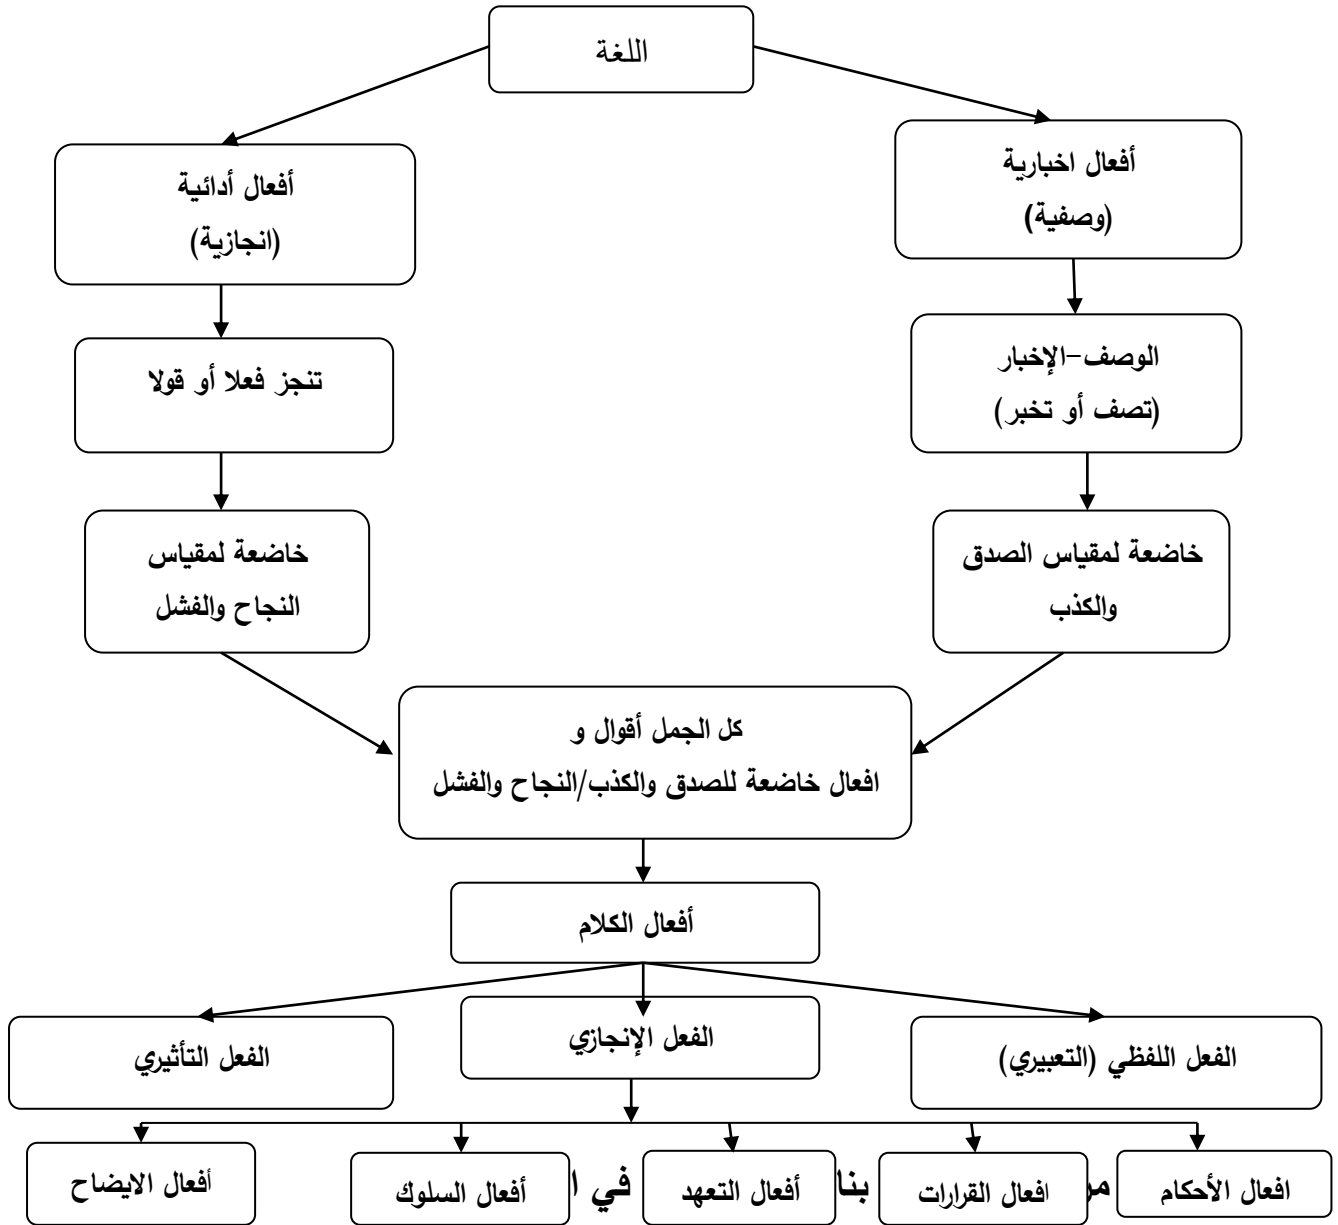 اللغة
أفعال اخبارية
(وصفية)
أفعال أدائية
(انجازية)
الوصف-الإخبار
(تصف أو تخبر)
تنجز فعلا أو قولا
خاضعة لمقياس الصدق
والكذب
خاضعة لمقياس
النجاح والفشل
كل الجمل أقوال و
افعال خاضعة للصدق والكذب/النجاح والفشل
أفعال الكلام
الفعل اللفظي (التعبيري)
الفعل الإنجازي
الفعل التأثيري
افعال الأحكام
افعال القرارات
أفعال التعهد
أفعال السلوك
أفعال الايضاح
في